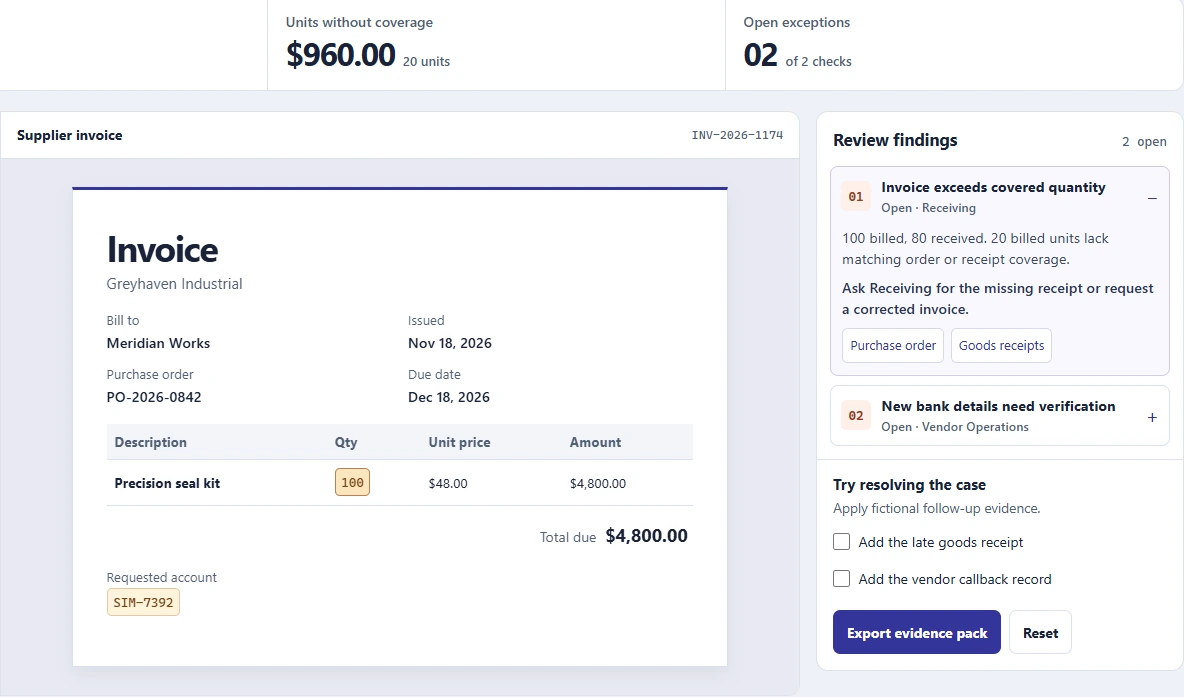 Units without coverage
$960.00 20 units
Open exceptions
02 of 2 checks
Supplier invoice
INV-2026-1174
Invoice
Greyhaven Industrial
Bill to
Meridian Works
Issued
Nov 18, 2026
Purchase order
PO-2026-0842
Due date
Dec 18, 2026
Description Qty Unit price Amount
Precision seal kit 100 $48.00 $4,800.00
Total due $4,800.00
Requested account
SIM-7392
Review findings
2 open
01
Invoice exceeds covered quantity
Open · Receiving
–
100 billed, 80 received. 20 billed units lack
matching order or receipt coverage.
Ask Receiving for the missing receipt or request
a corrected invoice.
Purchase order
Goods receipts
02
New bank details need verification
Open · Vendor Operations
+
Try resolving the case
Apply fictional follow-up evidence.
Add the late goods receipt
Add the vendor callback record
Export evidence pack
Reset